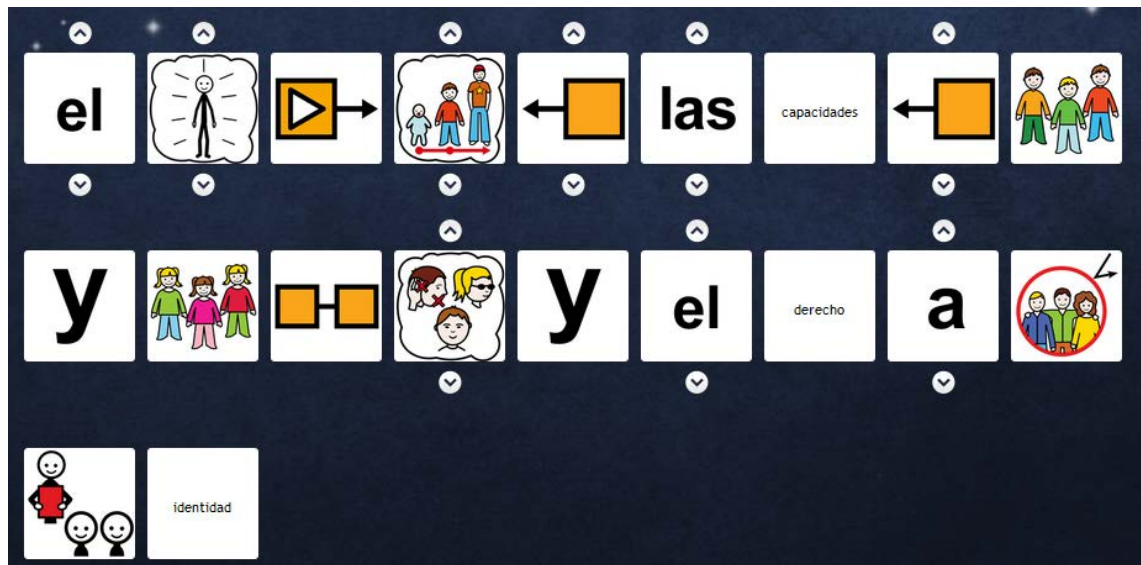 el las capacidades
y y el derecho a
identidad